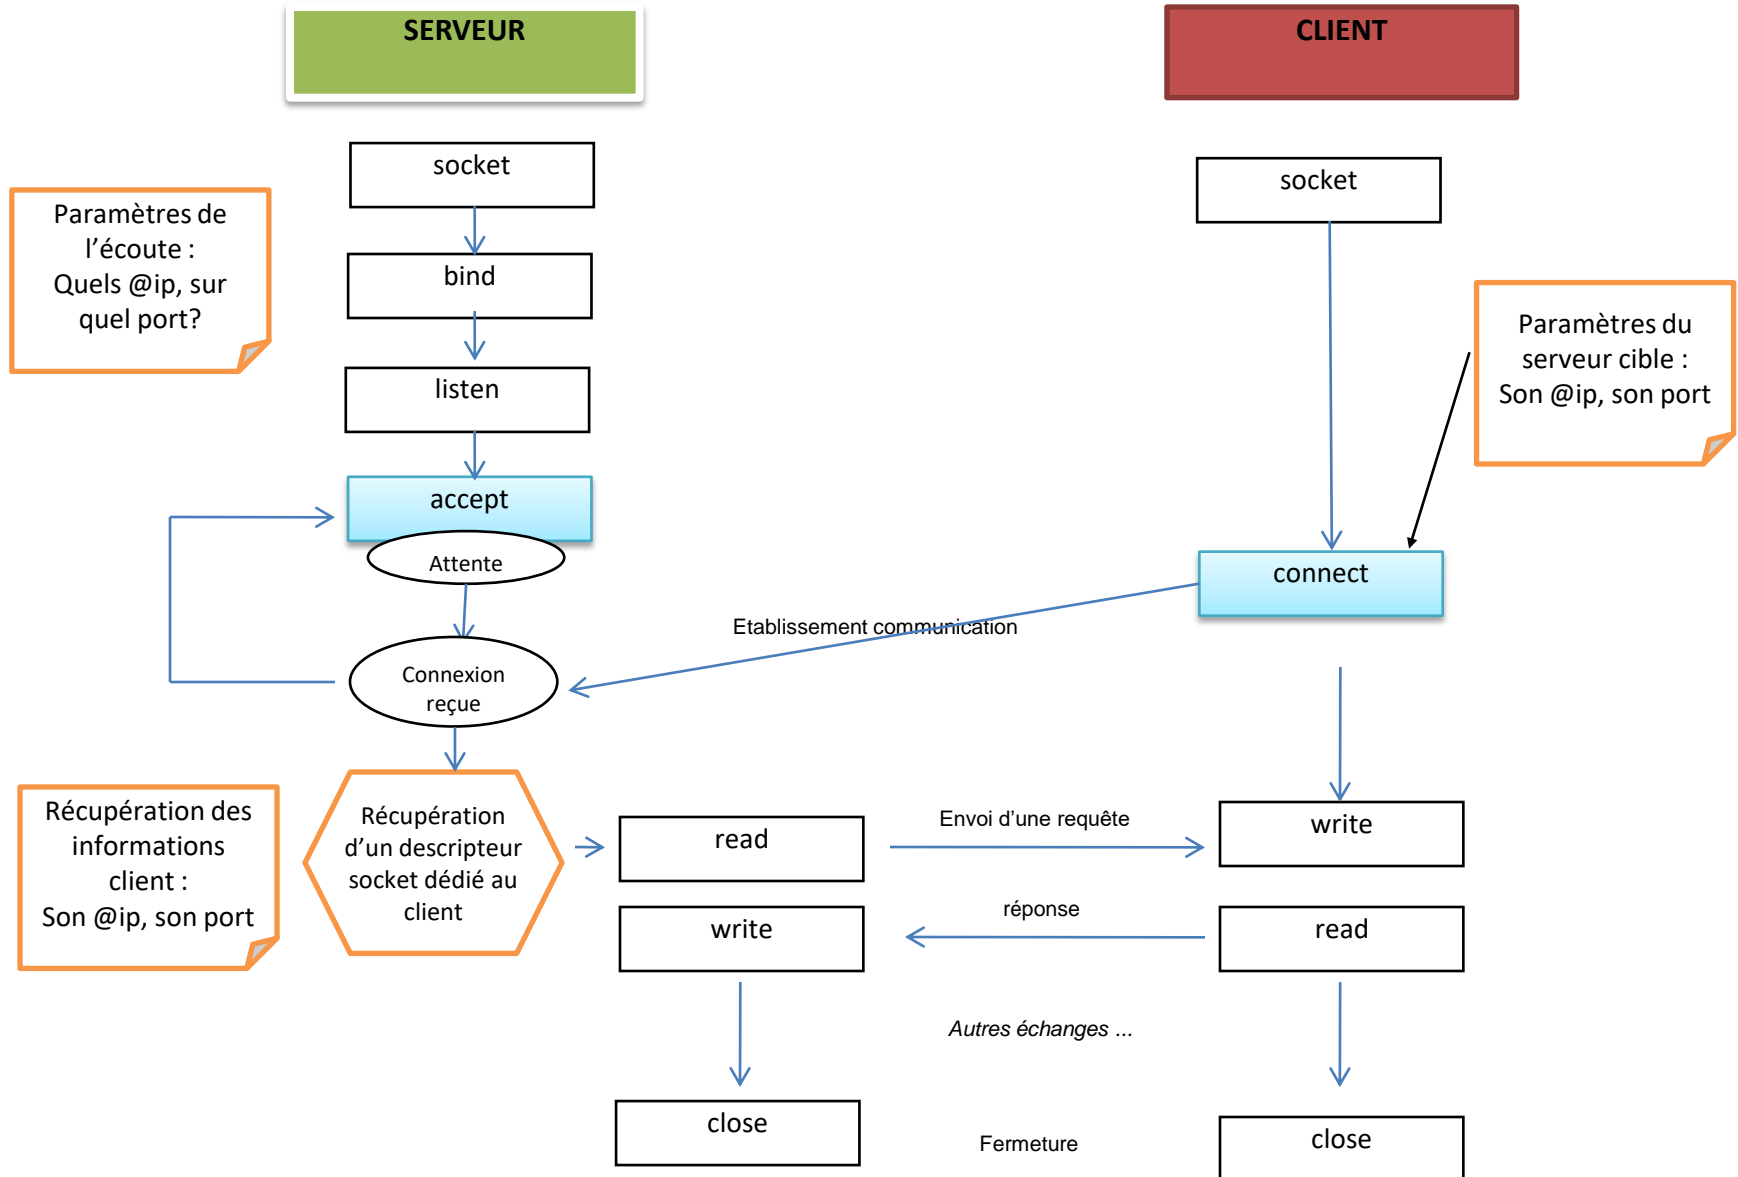 SERVEUR
CLIENT
socket
socket
Paramètres de
l’écoute :
Quels @ip, sur
quel port?
bind
Paramètres du
serveur cible :
Son @ip, son port
listen
accept
Attente
connect
Etablissement communication
Connexion
reçue
Récupération des
informations
client :
Son @ip, son port
Récupération
d’un descripteur
socket dédié au
client
read
Envoi d’une requête
write
write
réponse
read
Autres échanges ...
close
Fermeture
close